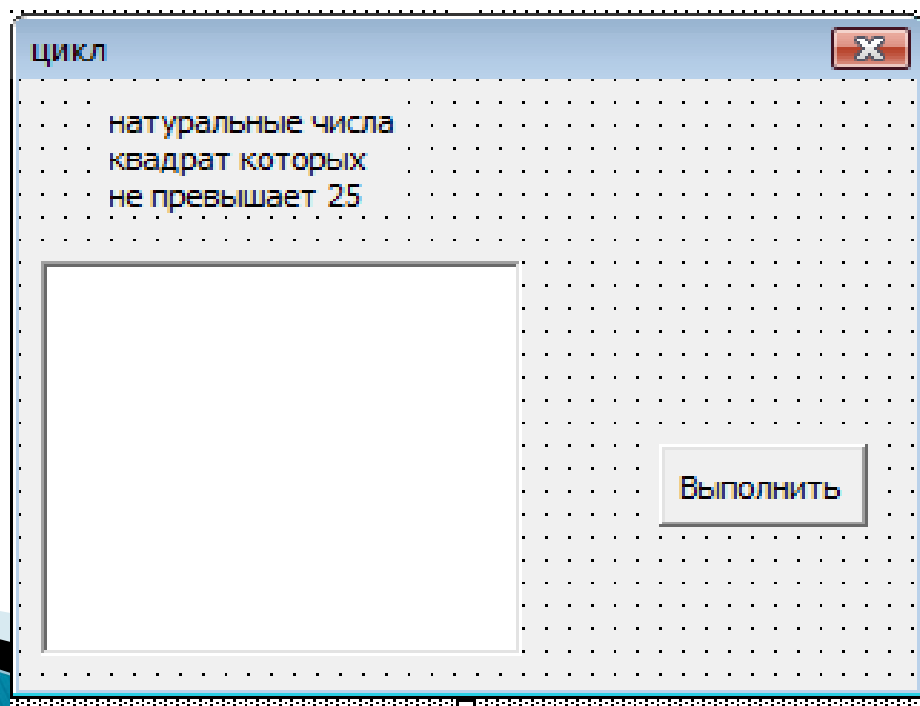 цикл
натуральные числа
квадрат которых
не превышает 25
Выполнить